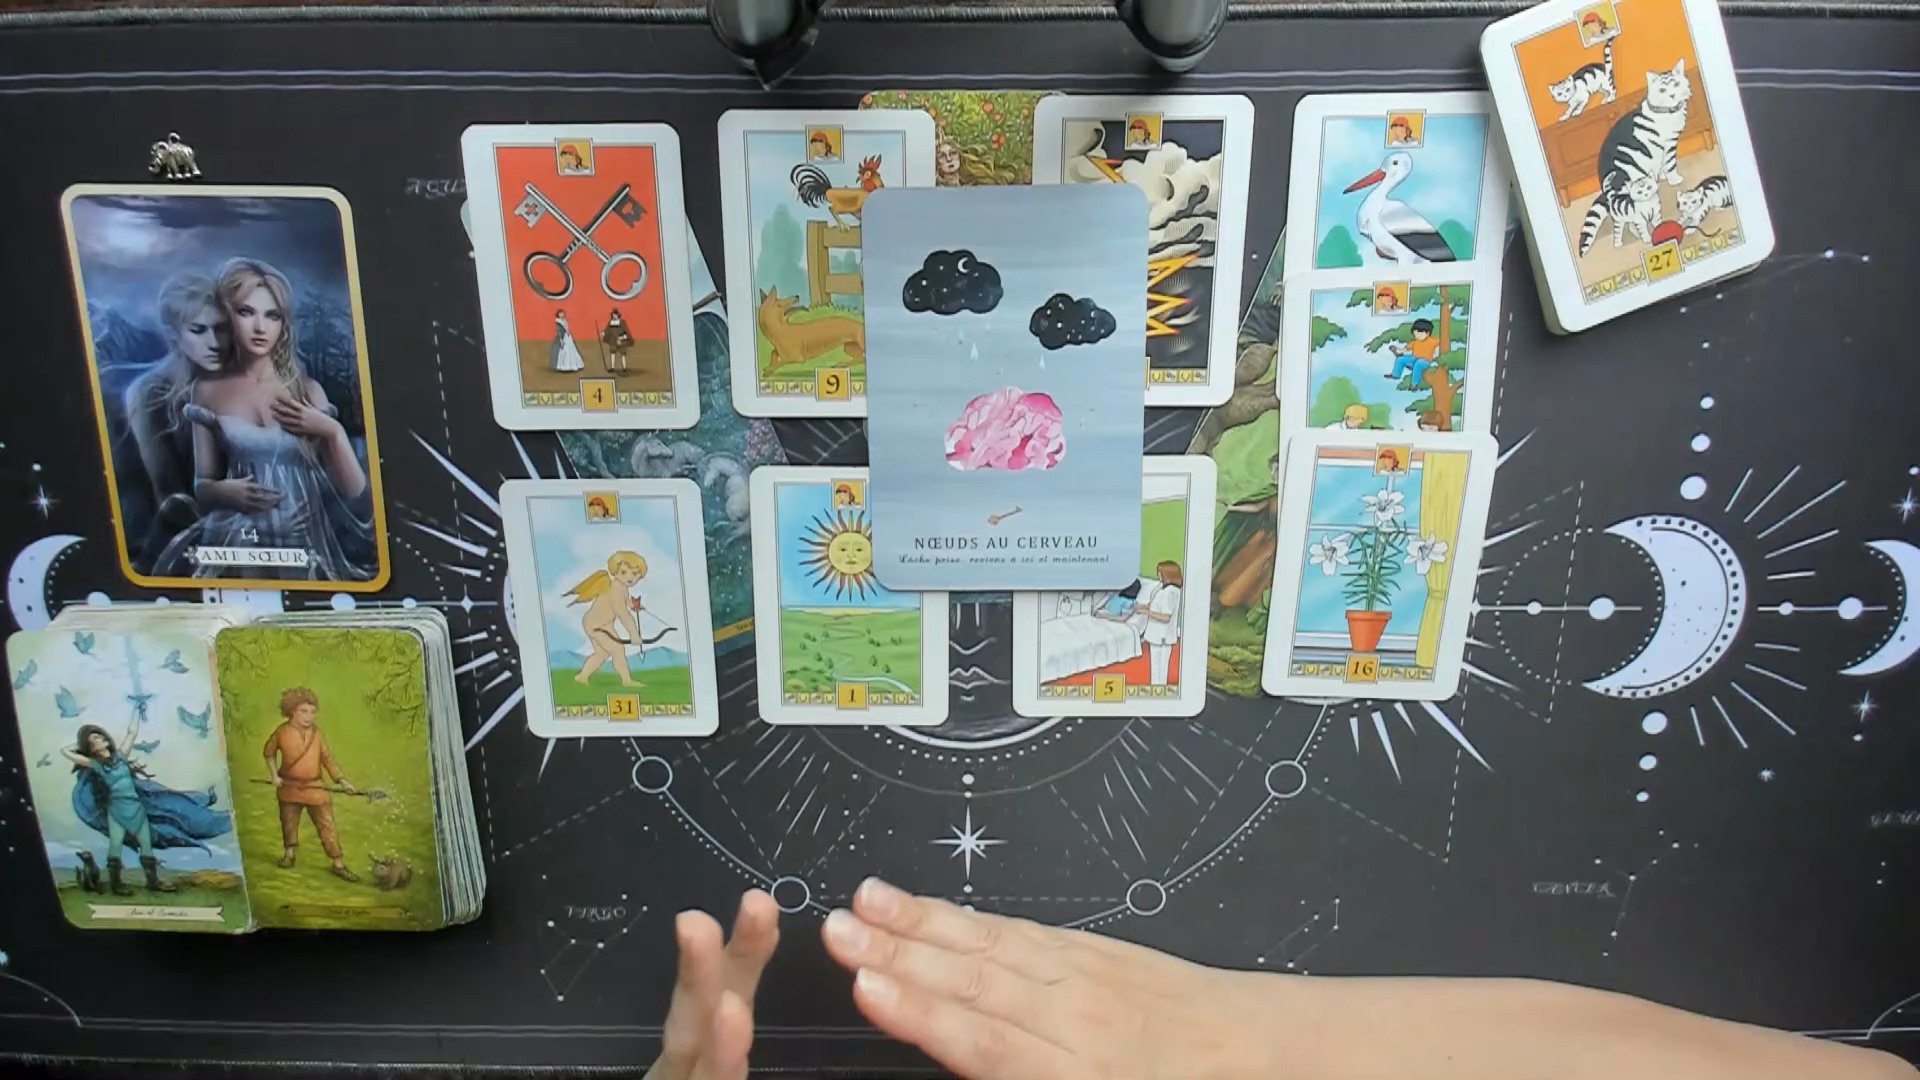 27
4
9
14
AME SŒUR
NŒUDS AU CERVEAU
Lâche prise, reviens à ici et maintenant
16
5
1
31
VIRGO